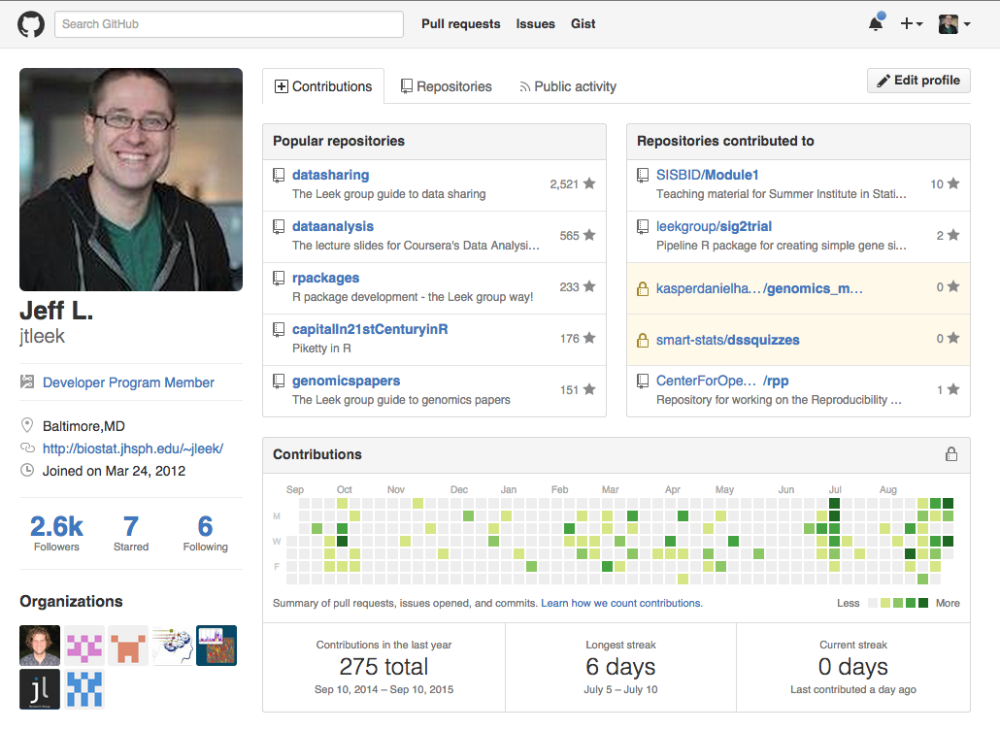 Search GitHub
Pull requests Issues Gist
Contributions Repositories Public activity
Edit profile
Jeff L.
jtleek
Developer Program Member
Baltimore,MD
http://biostat.jhsph.edu/~jleek/
Joined on Mar 24, 2012
2.6k 7 6
Followers Starred Following
Organizations
jl
Popular repositories
datasharing
The Leek group guide to data sharing
2,521
dataanalysis
The lecture slides for Coursera's Data Analysi…
565
rpackages
R package development - the Leek group way!
233
capitalIn21stCenturyinR
Piketty in R
176
genomicspapers
The Leek group guide to genomics papers
151
Repositories contributed to
SISBID/Module1
Teaching material for Summer Institute in Stati…
10
leekgroup/sig2trial
Pipeline R package for creating simple gene si…
2
kasperdanielha… /genomics_m…
0
smart-stats/dssquizzes
0
CenterForOpe… /rpp
Repository for working on the Reproducibility …
1
Contributions
Sep Oct Nov Dec Jan Feb Mar Apr May Jun Jul Aug
M
W
F
Summary of pull requests, issues opened, and commits. Learn how we count contributions.
Less More
Contributions in the last year
275 total
Sep 10, 2014 – Sep 10, 2015
Longest streak
6 days
July 5 – July 10
Current streak
0 days
Last contributed a day ago